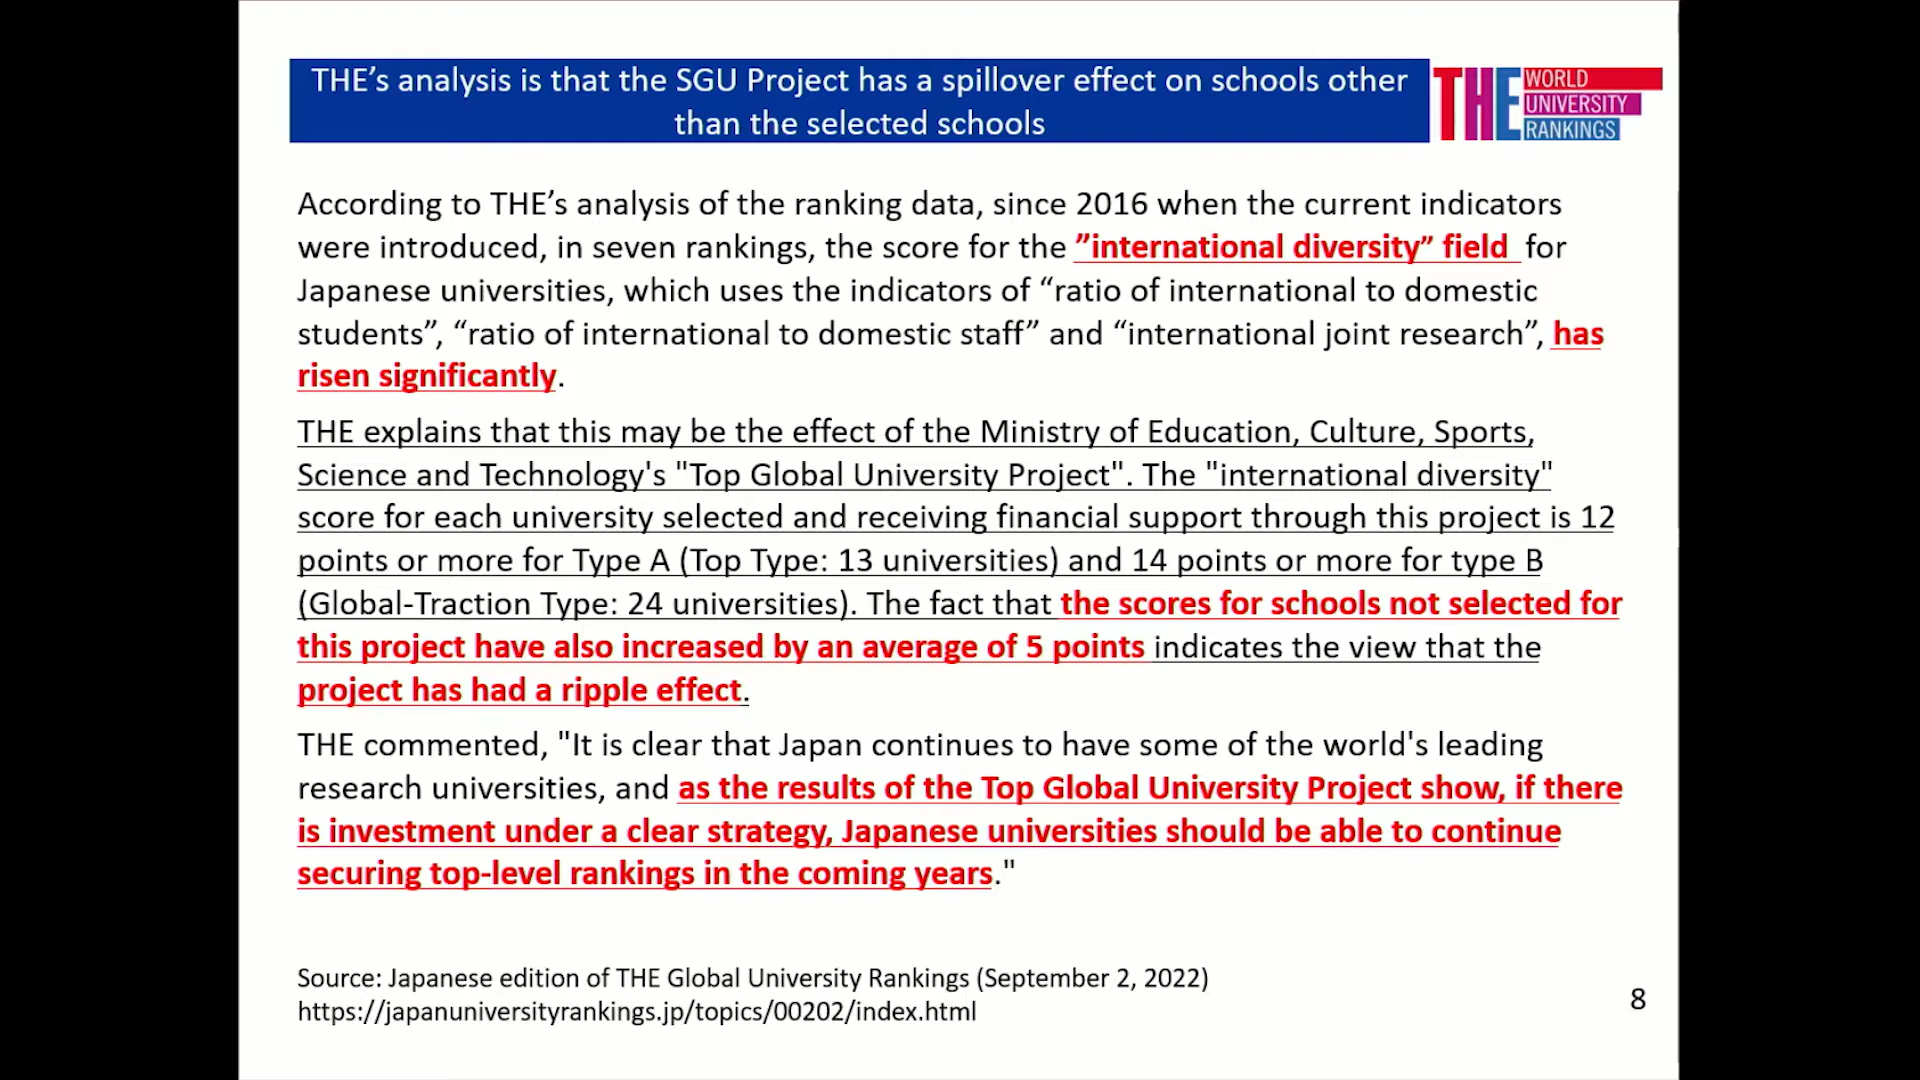 THE’s analysis is that the SGU Project has a spillover effect on schools other
than the selected schools
THE WORLD
UNIVERSITY
RANKINGS
According to THE’s analysis of the ranking data, since 2016 when the current indicators
were introduced, in seven rankings, the score for the ”international diversity” field for
Japanese universities, which uses the indicators of “ratio of international to domestic
students”, “ratio of international to domestic staff” and “international joint research”, has
risen significantly.
THE explains that this may be the effect of the Ministry of Education, Culture, Sports,
Science and Technology's "Top Global University Project". The "international diversity"
score for each university selected and receiving financial support through this project is 12
points or more for Type A (Top Type: 13 universities) and 14 points or more for type B
(Global-Traction Type: 24 universities). The fact that the scores for schools not selected for
this project have also increased by an average of 5 points indicates the view that the
project has had a ripple effect.
THE commented, "It is clear that Japan continues to have some of the world's leading
research universities, and as the results of the Top Global University Project show, if there
is investment under a clear strategy, Japanese universities should be able to continue
securing top-level rankings in the coming years."
Source: Japanese edition of THE Global University Rankings (September 2, 2022)
https://japanuniversityrankings.jp/topics/00202/index.html
8